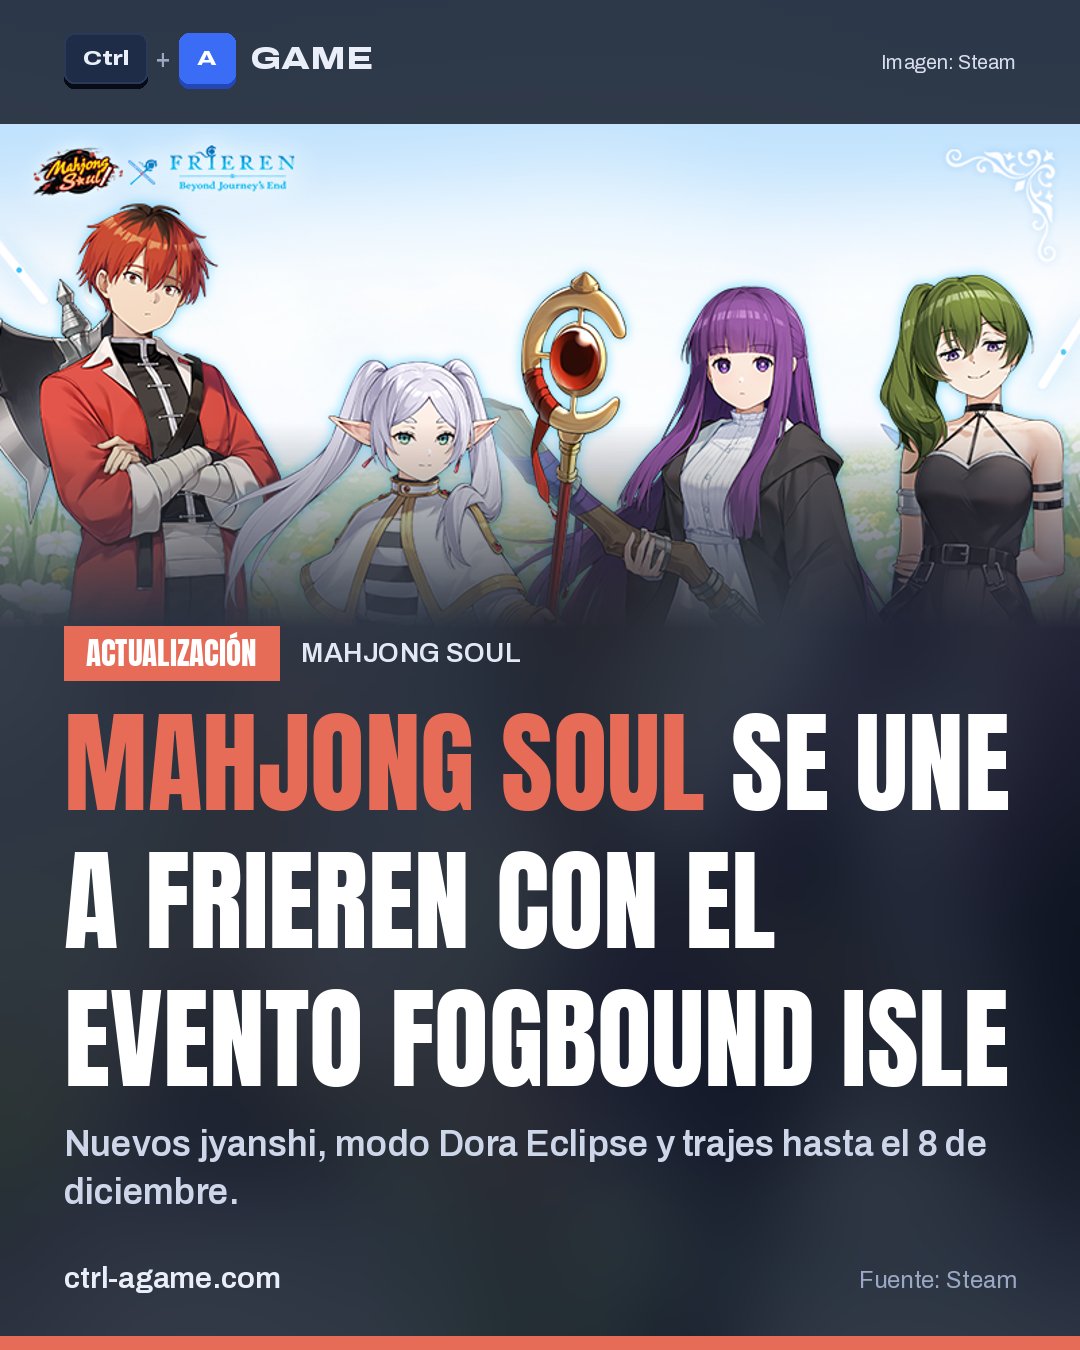 Ctrl + A GAME
Imagen: Steam
Mahjong Soul × FRIEREN
Beyond Journey's End
ACTUALIZACIÓN MAHJONG SOUL
MAHJONG SOUL SE UNE
A FRIEREN CON EL
EVENTO FOGBOUND ISLE
Nuevos jyanshi, modo Dora Eclipse y trajes hasta el 8 de
diciembre.
ctrl-agame.com
Fuente: Steam